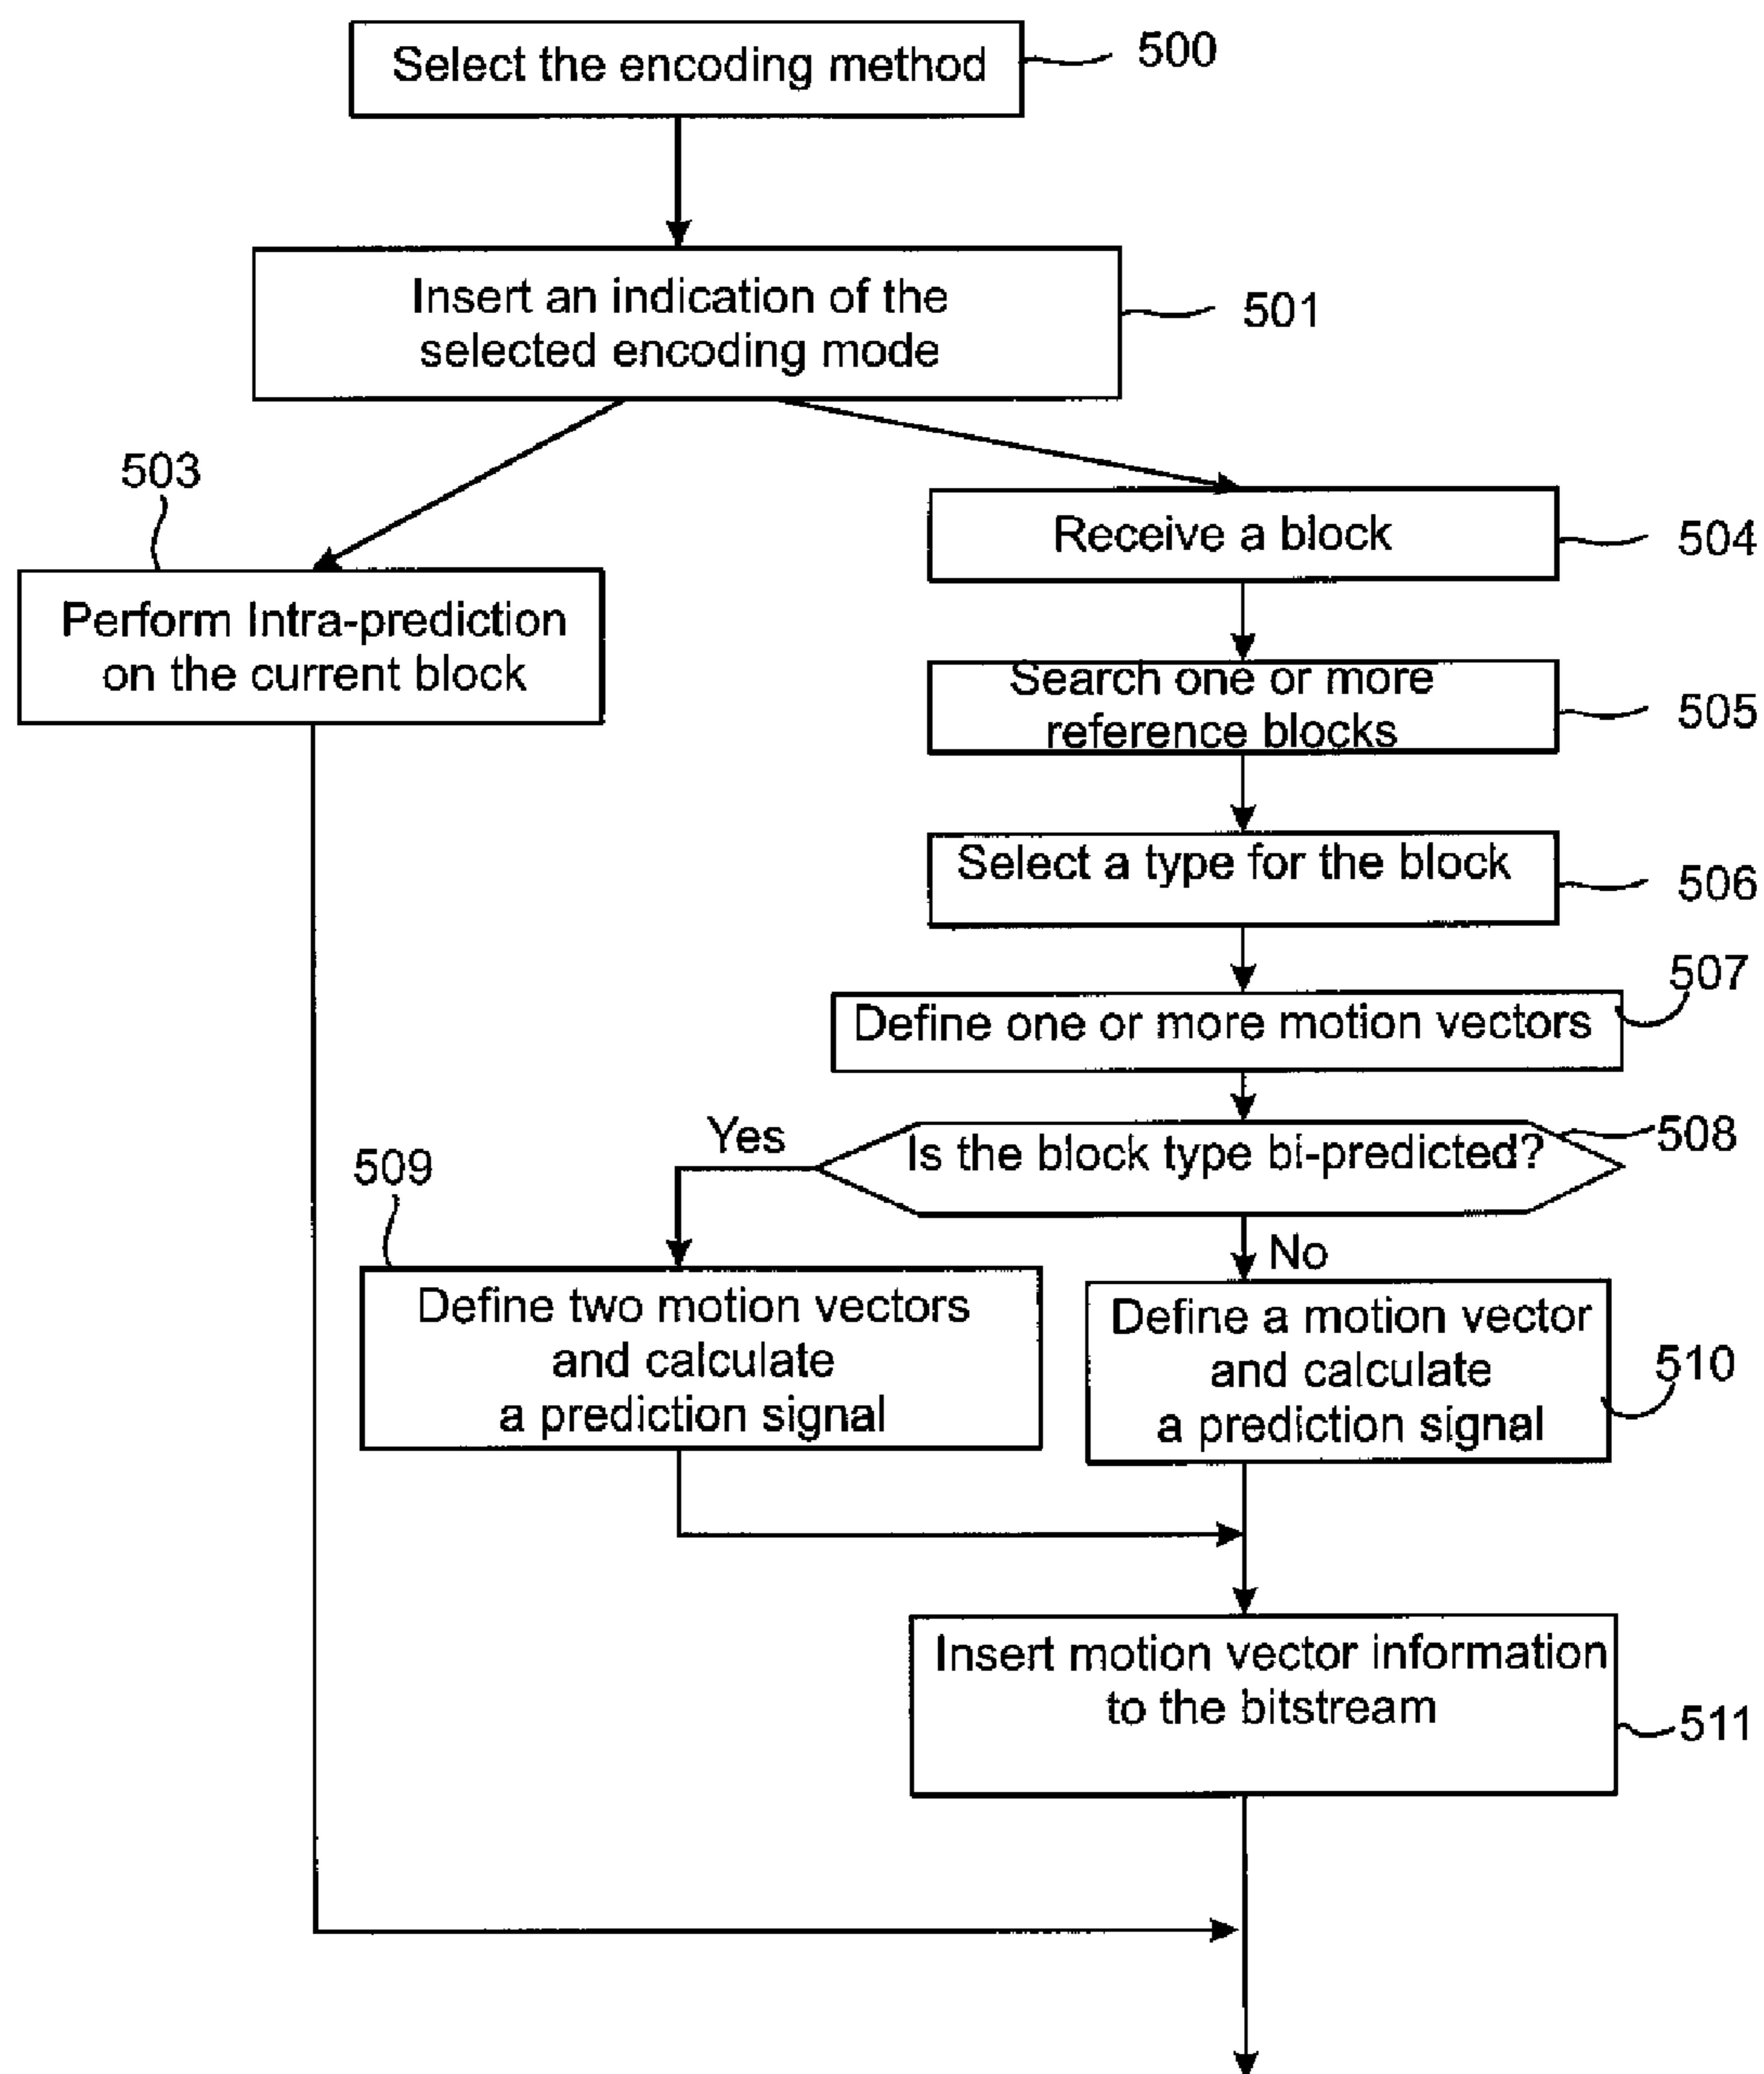 Select the encoding method
500
Insert an indication of the
selected encoding mode
501
503
Perform Intra-prediction
on the current block
Receive a block
504
Search one or more
reference blocks
505
Select a type for the block
506
507
Define one or more motion vectors
Yes
Is the block type bi-predicted?
508
509
No
Define two motion vectors
and calculate
a prediction signal
Define a motion vector
and calculate
a prediction signal
510
Insert motion vector information
to the bitstream
511